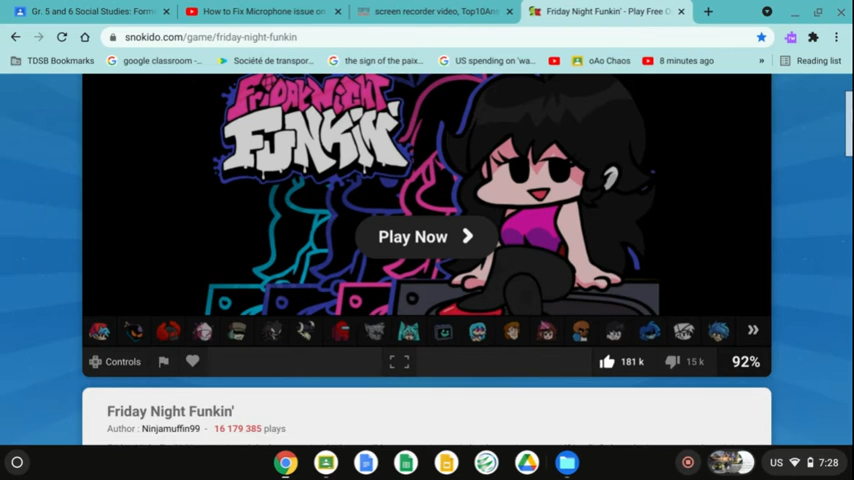 Gr. 5 and 6 Social Studies: Form
How to Fix Microphone issue on
screen recorder video, Top10An
Friday Night Funkin' - Play Free O
snokido.com/game/friday-night-funkin
TDSB Bookmarks
google classroom -...
Société de transpor...
the sign of the paix...
US spending on 'wa...
oAo Chaos
8 minutes ago
»
Reading list
FRIDAY NIGHT
FUNKIN'
Play Now
Controls
181 k
15 k
92%
Friday Night Funkin'
Author : Ninjamuffin99 - 16 179 385 plays
US
7:28